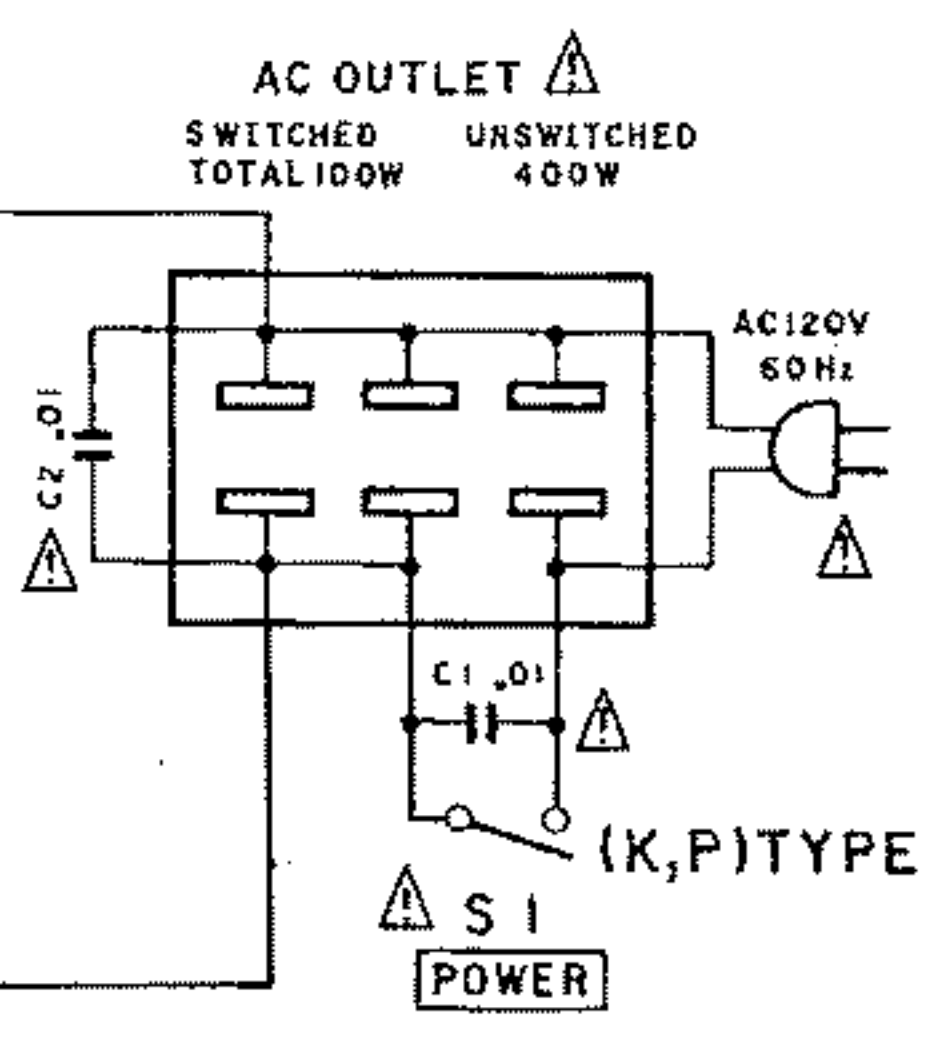 AC OUTLET
SWITCHED
TOTAL 100W
UNSWITCHED
400W
AC120V
60Hz
C2 .01
C1 .01
(K,P)TYPE
S1
POWER